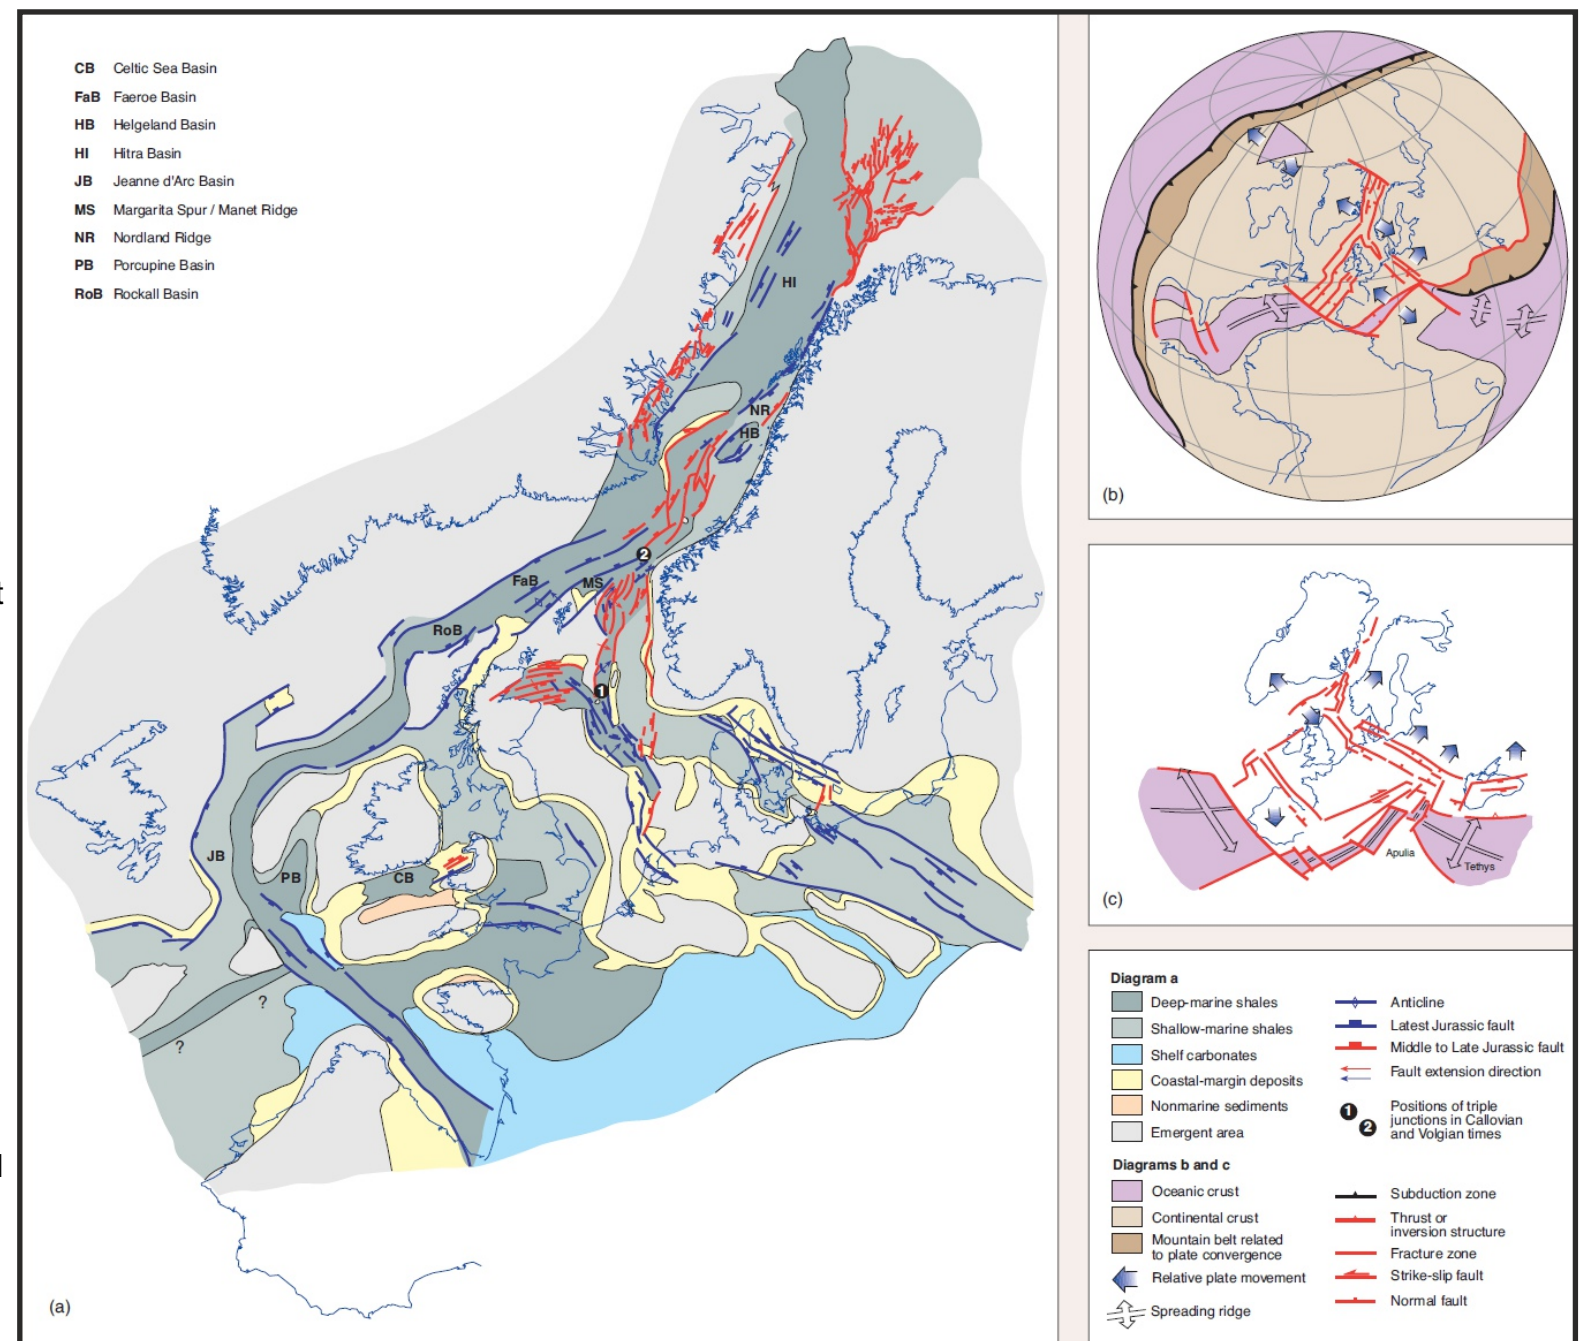 CB Celtic Sea Basin
FaB Faeroe Basin
HB Helgeland Basin
HI Hitra Basin
JB Jeanne d'Arc Basin
MS Margarita Spur / Manet Ridge
NR Nordland Ridge
PB Porcupine Basin
RoB Rockall Basin
HI
NR
HB
2
FaB
MS
RoB
1
JB
PB
CB
?
?
(a)
(b)
Apulia
Tethys
(c)
t
l
Diagram a
Deep-marine shales
Shallow-marine shales
Shelf carbonates
Coastal-margin deposits
Nonmarine sediments
Emergent area
Anticline
Latest Jurassic fault
Middle to Late Jurassic fault
Fault extension direction
1
2
Positions of triple
junctions in Callovian
and Volgian times
Diagrams b and c
Oceanic crust
Continental crust
Mountain belt related
to plate convergence
Relative plate movement
Spreading ridge
Subduction zone
Thrust or
inversion structure
Fracture zone
Strike-slip fault
Normal fault